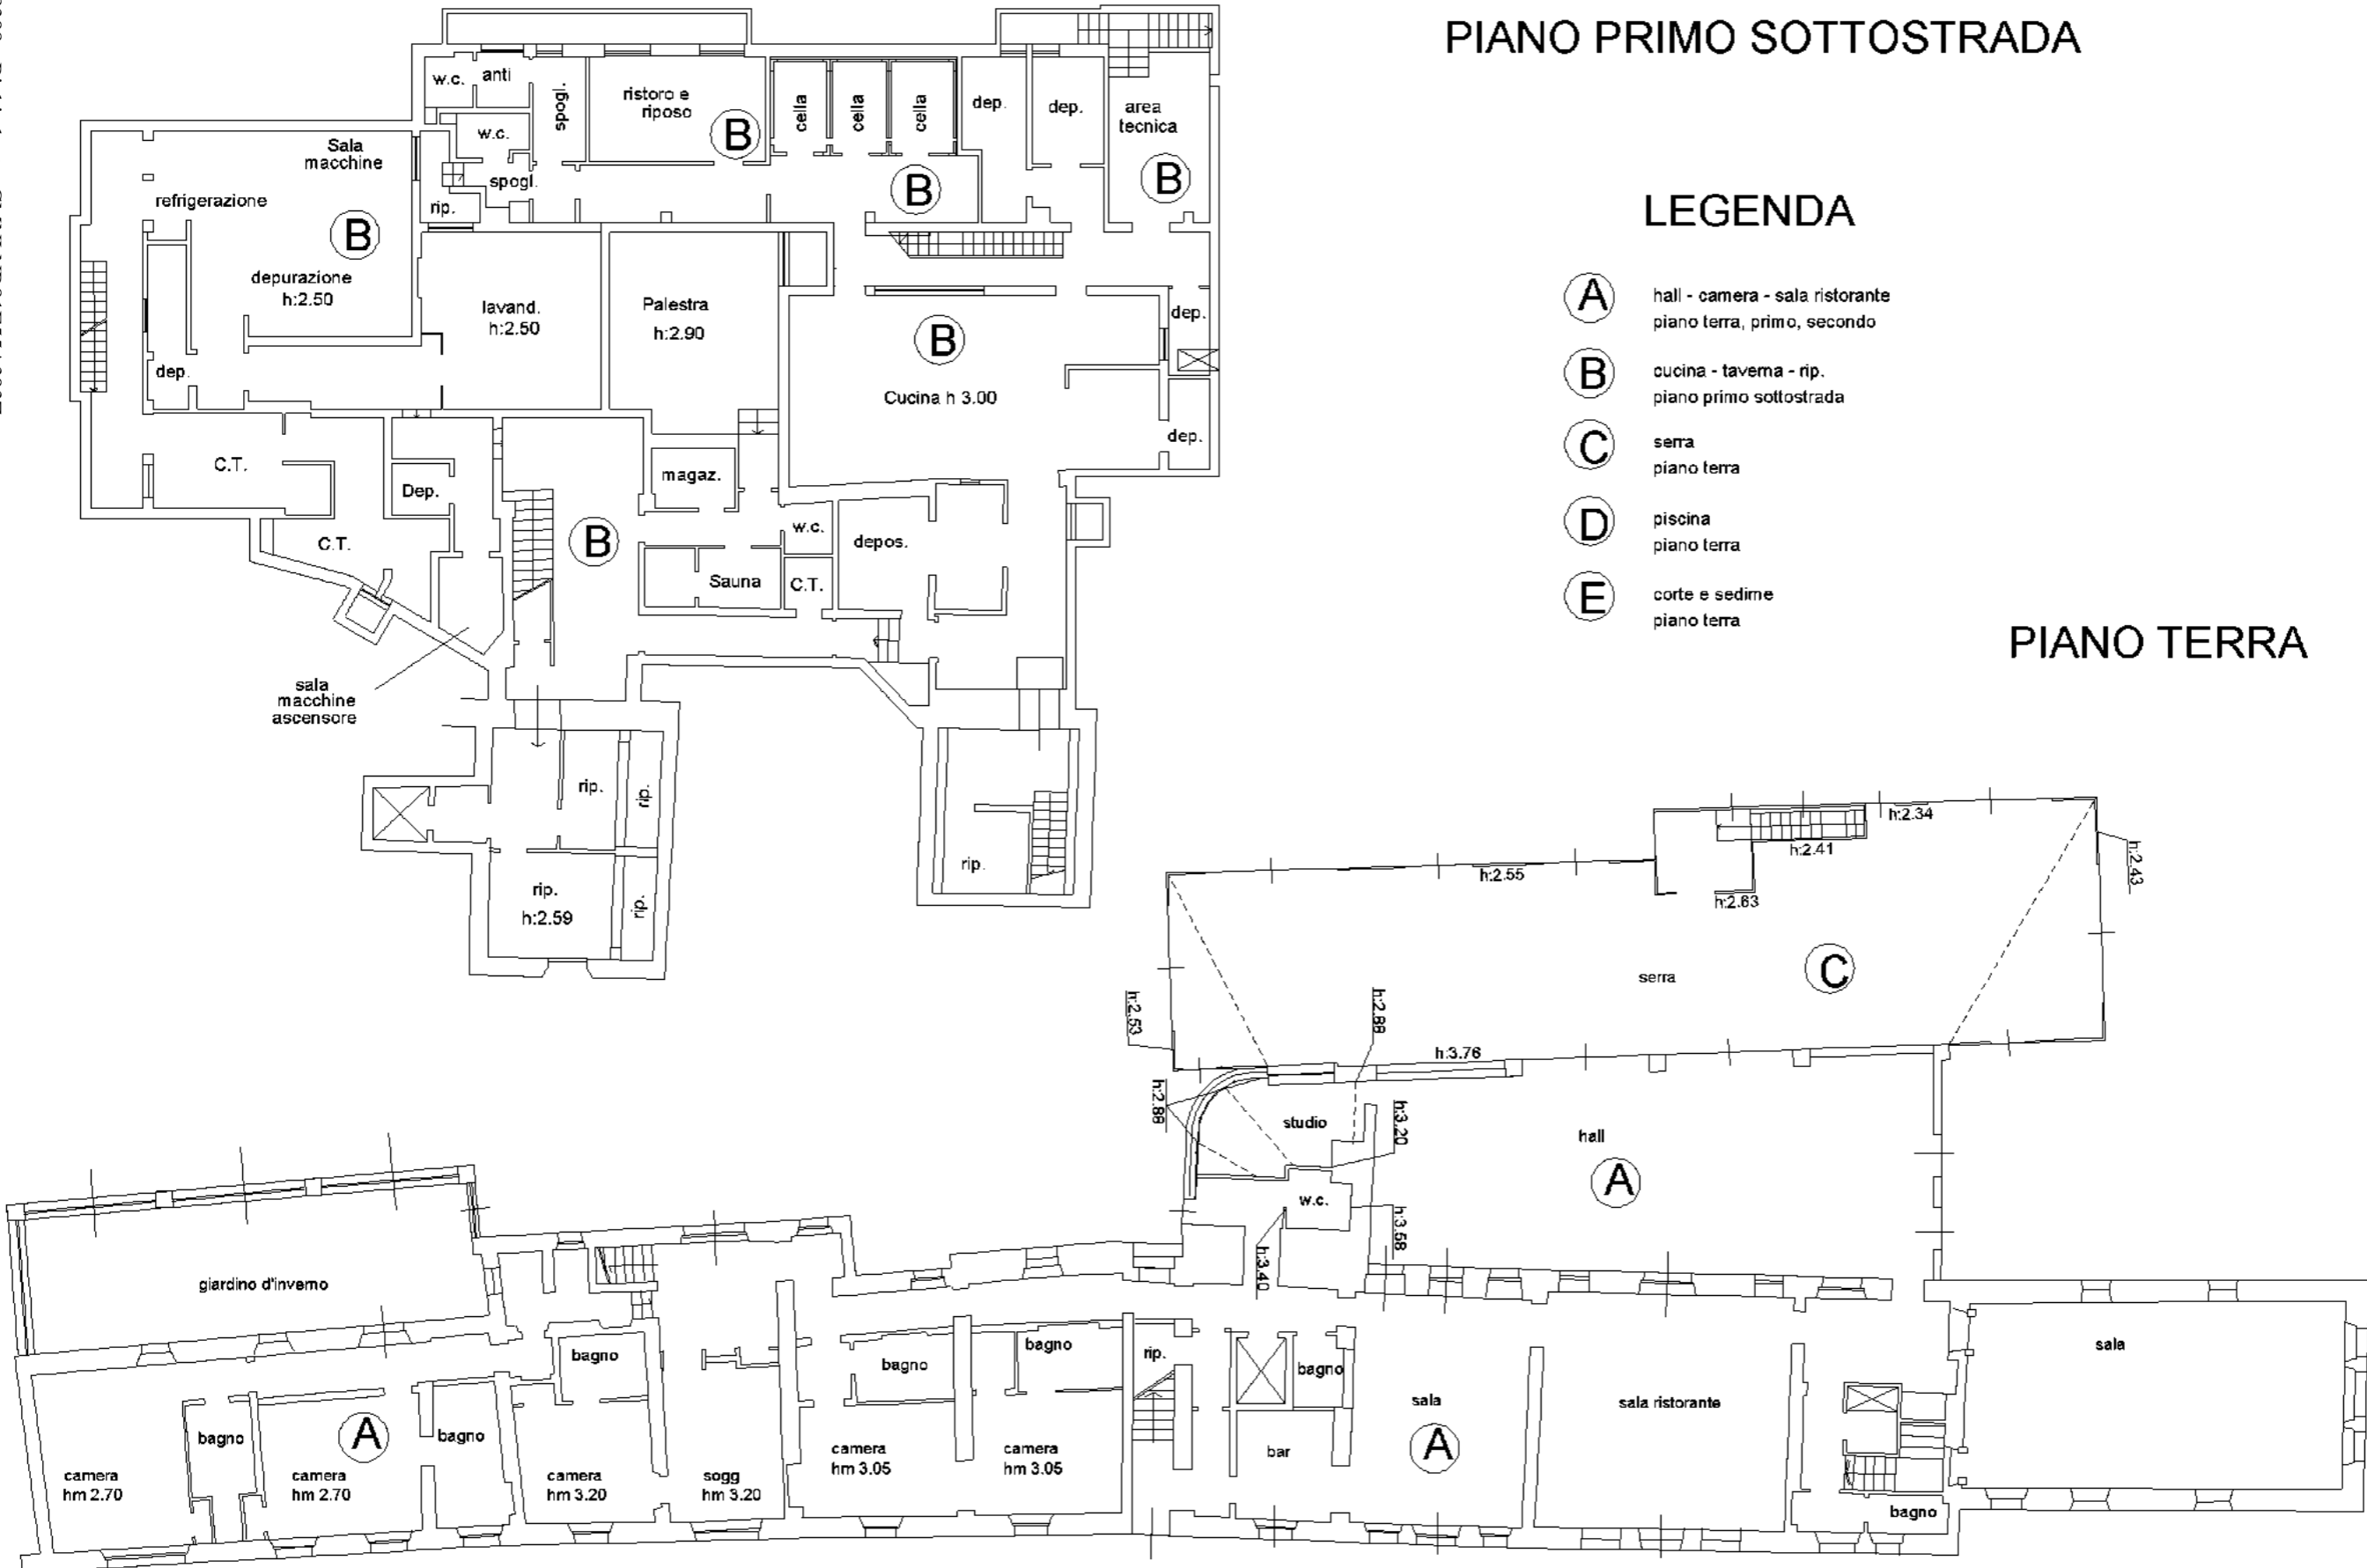 PIANO PRIMO SOTTOSTRADA
w.c.
anti
spogl.
ristoro e
riposo
B
cella
cella
cella
dep.
dep.
area
tecnica
B
w.c.
spogl.
rip.
B
Sala
macchine
refrigerazione
B
depurazione
h:2.50
dep.
lavand.
h:2.50
Palestra
h:2.90
B
Cucina h 3.00
dep.
dep.
C.T.
Dep.
magaz.
C.T.
B
w.c.
depos.
Sauna
C.T.
sala
macchine
ascensore
rip.
rip.
rip.
h:2.59
rip.
rip.
LEGENDA
A
hall - camera - sala ristorante
piano terra, primo, secondo
B
cucina - taverna - rip.
piano primo sottostrada
C
serra
piano terra
D
piscina
piano terra
E
corte e sedime
piano terra
PIANO TERRA
h:2.34
h:2.41
h:2.43
h:2.55
h:2.63
serra
C
h:2.53
h:2.88
h:3.76
h:2.88
studio
h:3.20
hall
A
w.c.
h:3.58
h:3.40
giardino d'inverno
bagno
bagno
bagno
rip.
bagno
sala
sala
sala ristorante
bagno
A
bagno
A
bar
camera
hm 2.70
camera
hm 2.70
camera
hm 3.20
sogg
hm 3.20
camera
hm 3.05
camera
hm 3.05
bagno